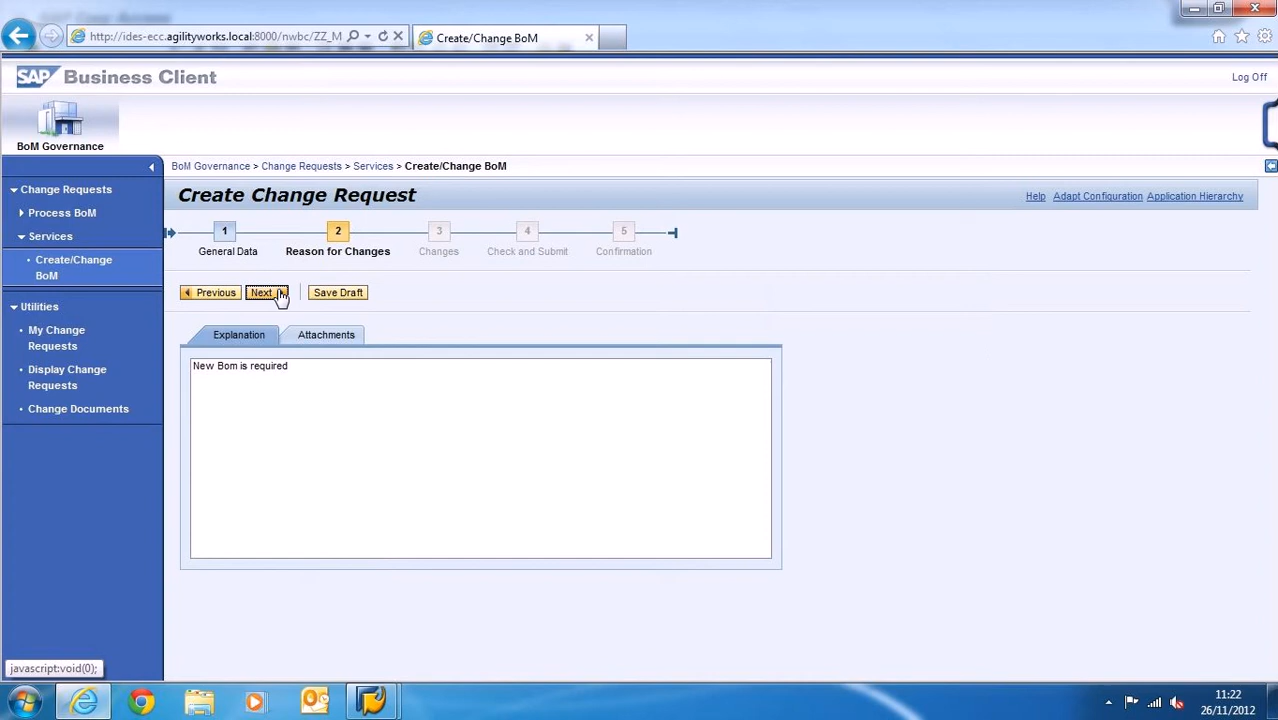 http://ides-ecc.agilityworks.local:8000/nwbc/ZZ_M
Create/Change BoM
SAP Business Client
Log Off
BoM Governance
BoM Governance > Change Requests > Services > Create/Change BoM
Change Requests
Process BoM
Services
Create/Change
BoM
Utilities
My Change
Requests
Display Change
Requests
Change Documents
Create Change Request
Help Adapt Configuration Application Hierarchy
1 2 3 4 5
General Data Reason for Changes Changes Check and Submit Confirmation
Previous Next Save Draft
Explanation Attachments
New Bom is required
javascript:void(0);
11:22
26/11/2012